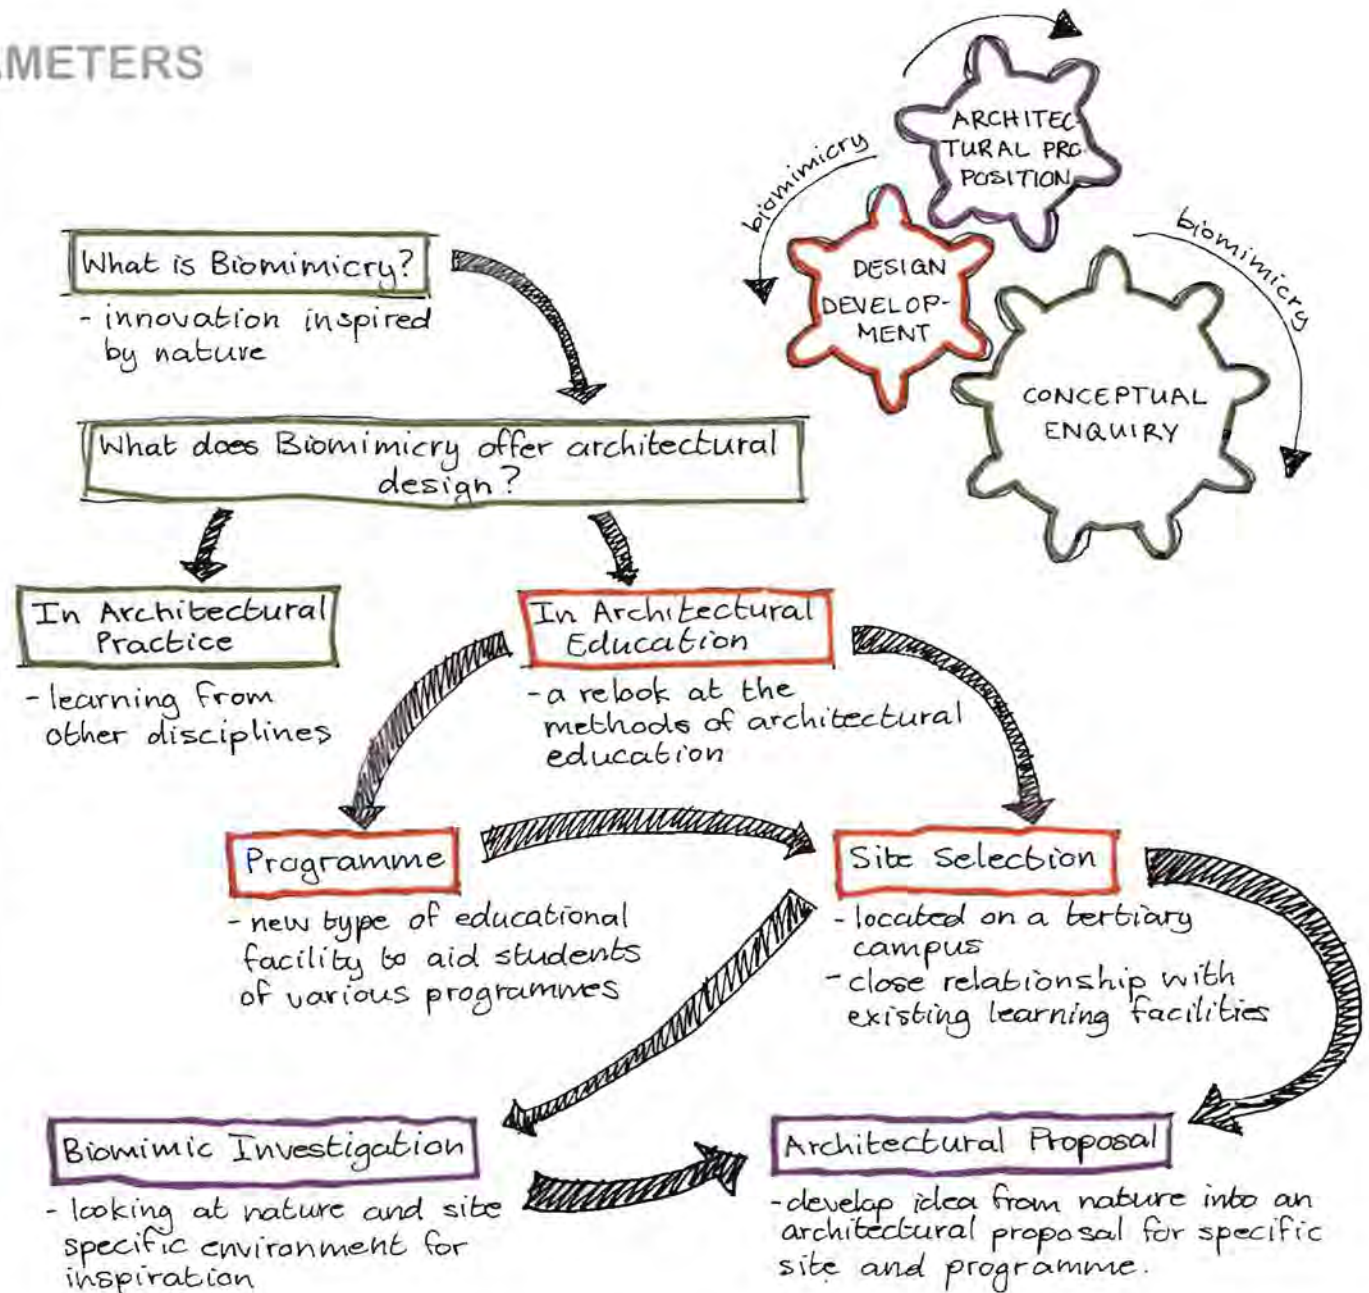 AMETERS
ARCHITEC-
TURAL PRO
POSITION
biomimicry
DESIGN
DEVELOP-
MENT
biomimicry
CONCEPTUAL
ENQUIRY
What is Biomimicry?
- innovation inspired
by nature
What does Biomimicry offer architectural
design?
In Architectural
Practice
- learning from
other disciplines
In Architectural
Education
- a relook at the
methods of architectural
education
Programme
- new type of educational
facility to aid students
of various programmes
Site Selection
- located on a tertiary
campus
- close relationship with
existing learning facilities
Biomimic Investigation
- looking at nature and site
specific environment for
inspiration
Architectural Proposal
- develop idea from nature into an
architectural proposal for specific
site and programme.